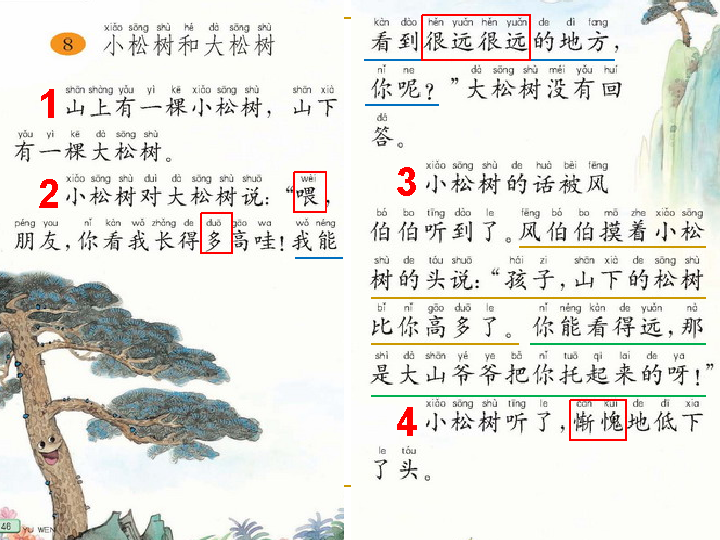 xiǎo sōng shù hé dà sōng shù
8 小松树和大松树
shān shàng yǒu yì kē xiǎo sōng shù shān xià
1 山上有一棵小松树，山下
yǒu yì kē dà sōng shù
有一棵大松树。
xiǎo sōng shù duì dà sōng shù shuō wèi
2 小松树对大松树说：“喂，
péng you nǐ kàn wǒ zhǎng de duō gāo wa wǒ néng
朋友，你看我长得多高哇！我能
46
YU WEN
kàn dào hěn yuǎn hěn yuǎn de dì fang
看到很远很远的地方，
nǐ ne dà sōng shù méi yǒu huí
你呢？”大松树没有回
dá
答。
xiǎo sōng shù de huà bèi fēng
3 小松树的话被风
bó bo tīng dào le fēng bó bo mō zhe xiǎo sōng
伯伯听到了。风伯伯摸着小松
shù de tóu shuō hái zi shān xià de sōng shù
树的头说：“孩子，山下的松树
bǐ nǐ gāo duō le nǐ néng kàn de yuǎn nà
比你高多了。你能看得远，那
shì dà shān yé ye bǎ nǐ tuō qi lai de ya
是大山爷爷把你托起来的呀！”
xiǎo sōng shù tīng le cán kuì de dī xia
4 小松树听了，惭愧地低下
le tóu
了头。